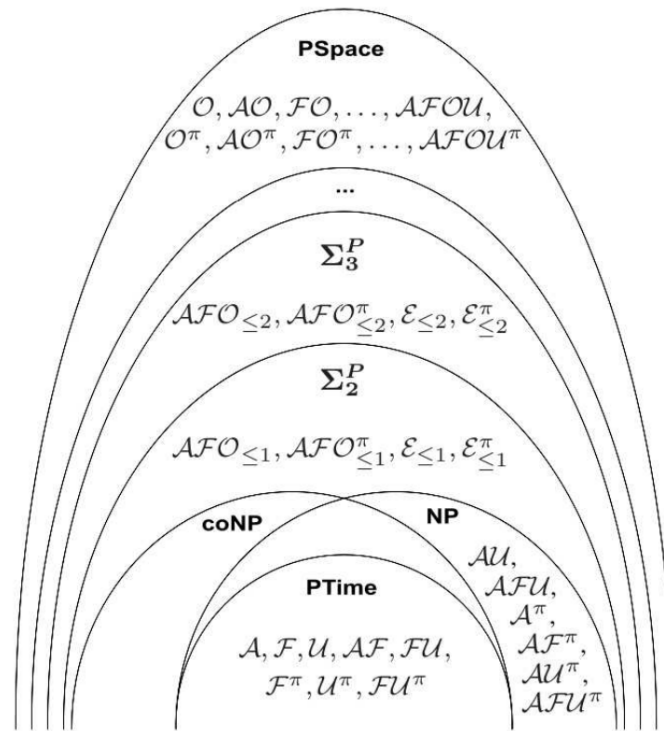 PSpace
𝒪, 𝒜𝒪, ℱ𝒪, …, 𝒜ℱ𝒪𝒰,
𝒪^π, 𝒜𝒪^π, ℱ𝒪^π, …, 𝒜ℱ𝒪𝒰^π
...
Σ₃^P
𝒜ℱ𝒪_≤2, 𝒜ℱ𝒪^π_≤2, ℰ_≤2, ℰ^π_≤2
Σ₂^P
𝒜ℱ𝒪_≤1, 𝒜ℱ𝒪^π_≤1, ℰ_≤1, ℰ^π_≤1
coNP
NP
𝒜𝒰,
𝒜ℱ𝒰,
𝒜^π,
𝒜ℱ^π,
𝒜𝒰^π,
𝒜ℱ𝒰^π
PTime
𝒜, ℱ, 𝒰, 𝒜ℱ, ℱ𝒰,
ℱ^π, 𝒰^π, ℱ𝒰^π